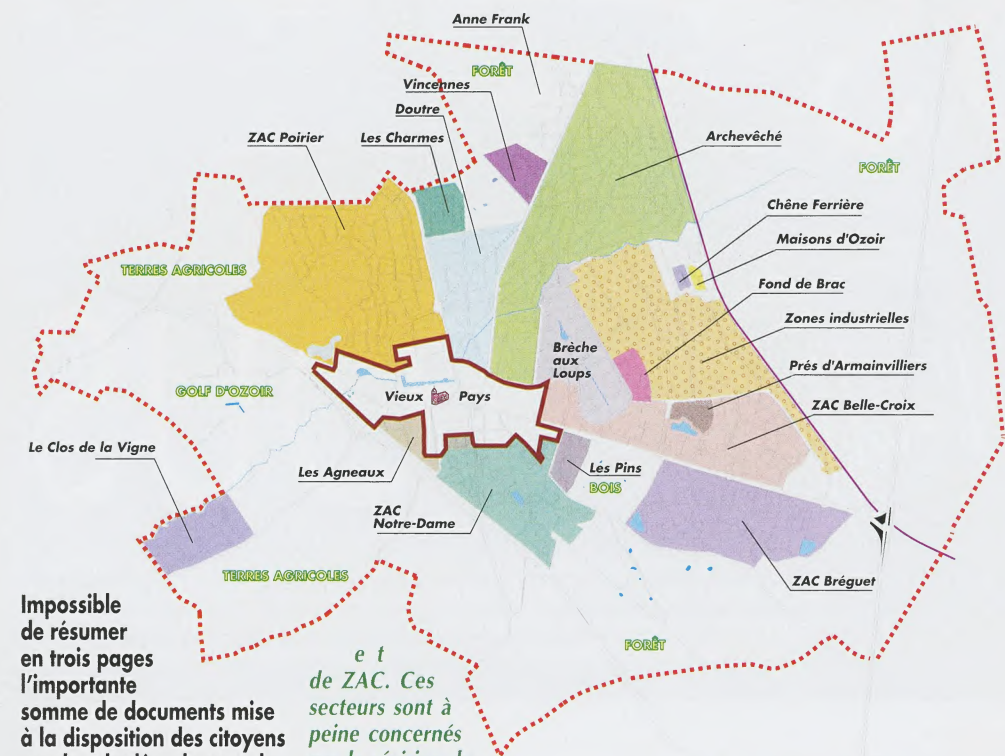 Anne Frank
FORÊT
Vincennes
Doutre
ZAC Poirier
Les Charmes
Archevêché
FORÊT
Chêne Ferrière
Maisons d'Ozoir
TERRES AGRICOLES
Fond de Brac
Zones industrielles
Brèche
aux
Loups
Prés d'Armainvilliers
GOLF D'OZOIR
Vieux Pays
ZAC Belle-Croix
Le Clos de la Vigne
Les Agneaux
Les Pins
BOIS
ZAC
Notre-Dame
TERRES AGRICOLES
ZAC Bréguet
FORÊT
Impossible
de résumer
en trois pages
l'importante
somme de documents mise
à la disposition des citoyens
e t
de ZAC. Ces
secteurs sont à
peine concernés